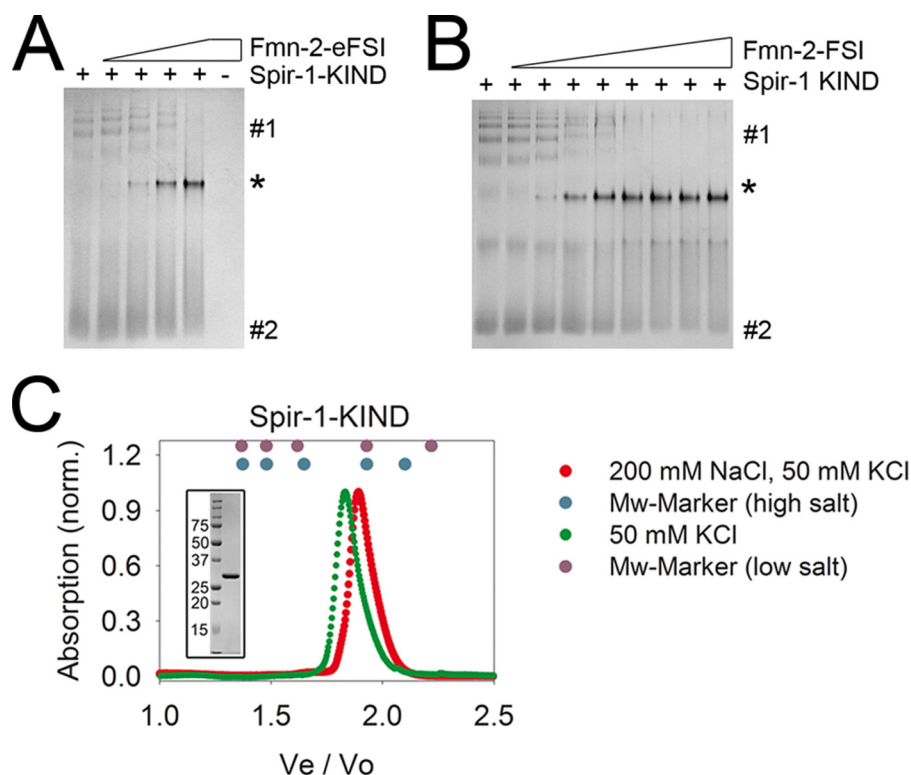 A
Fmn-2-eFSI
+ + + + + -
Spir-1-KIND
#1
*
#2
B
Fmn-2-FSI
+ + + + + + + + +
Spir-1 KIND
#1
*
#2
C
Spir-1-KIND
Absorption (norm.)
1.2
0.9
0.6
0.3
0.0
75
50
37
25
20
15
1.0 1.5 2.0 2.5
Ve / Vo
200 mM NaCl, 50 mM KCl
Mw-Marker (high salt)
50 mM KCl
Mw-Marker (low salt)